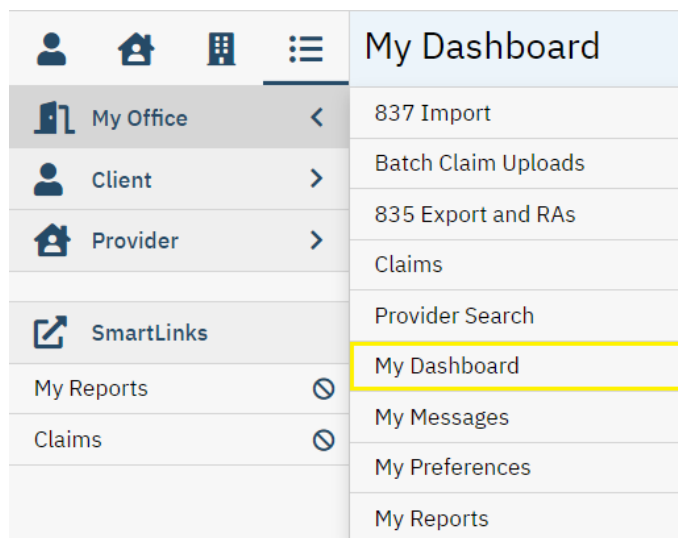 My Dashboard
My Office
Client
Provider
SmartLinks
My Reports
Claims
837 Import
Batch Claim Uploads
835 Export and RAs
Claims
Provider Search
My Dashboard
My Messages
My Preferences
My Reports